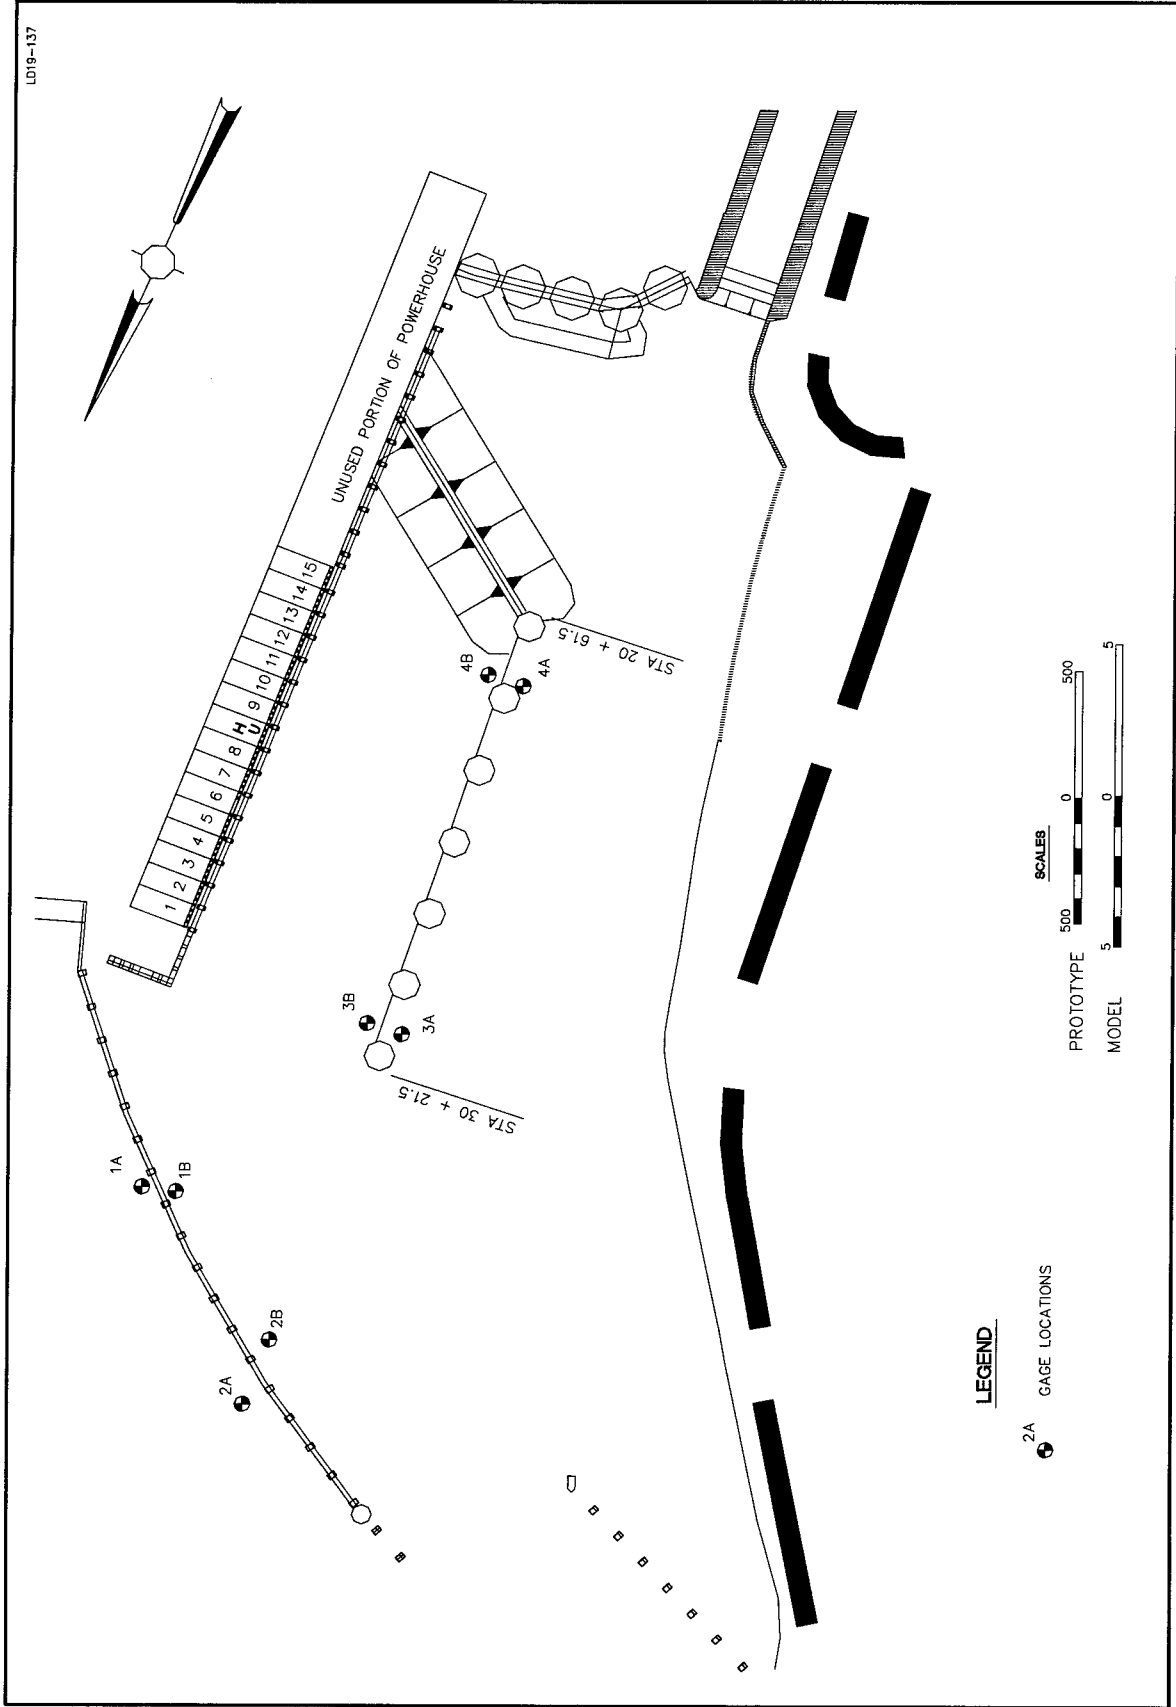 LD19-137
UNUSED PORTION OF POWERHOUSE
1
2
3
4
5
6
7
8
HU
9
10
11
12
13
14
15
1A
1B
2A
2B
3B
3A
4B
4A
STA 30 + 21.5
STA 20 + 61.5
SCALES
PROTOTYPE 500 0 500
MODEL 5 0 5
LEGEND
2A
GAGE LOCATIONS